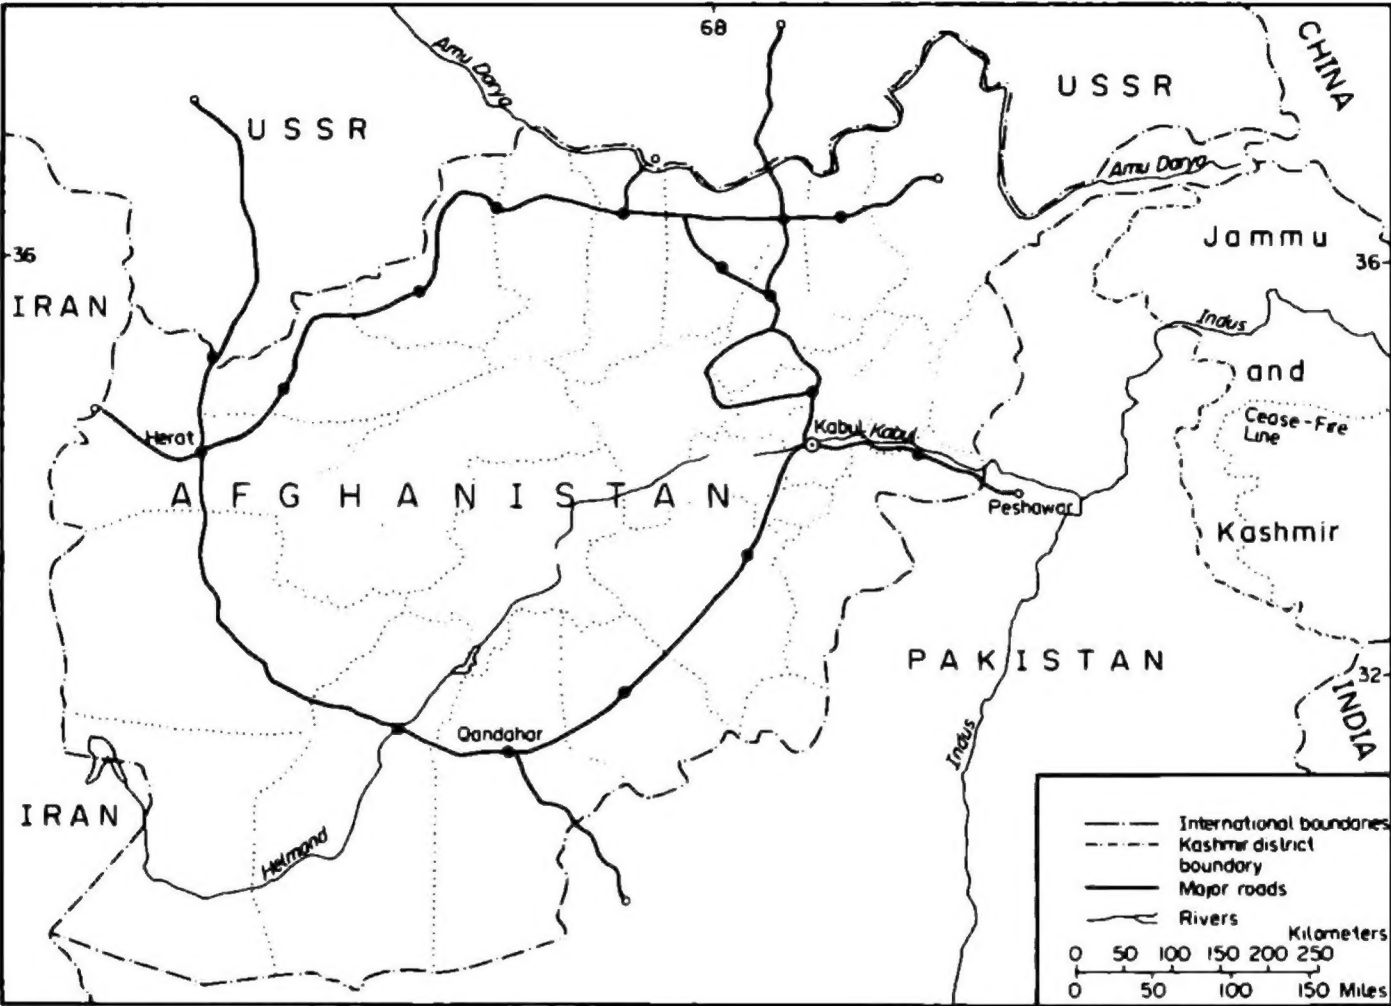 68
CHINA
Amu Darya
USSR
USSR
Amu Darya
Jammu
36
36
IRAN
Indus
and
Cease-Fire
Line
Herat
Kabul
Kabul
AFGHANISTAN
Peshawar
Kashmir
PAKISTAN
32
INDIA
Qandahar
Indus
IRAN
Helmand
International boundaries
Kashmir district
boundary
Major roads
Rivers
Kilometers
0 50 100 150 200 250
0 50 100 150 Miles